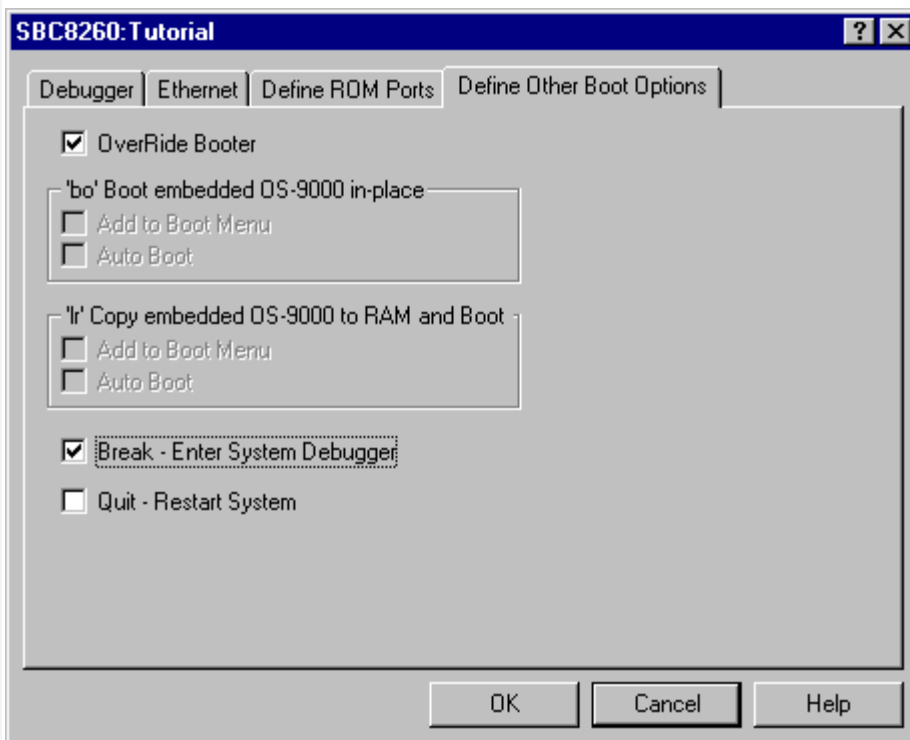 SBC8260:Tutorial
Debugger Ethernet Define ROM Ports Define Other Boot Options
OverRide Booter
'bo' Boot embedded OS-9000 in-place
Add to Boot Menu
Auto Boot
'lr' Copy embedded OS-9000 to RAM and Boot
Add to Boot Menu
Auto Boot
Break - Enter System Debugger
Quit - Restart System
OK Cancel Help